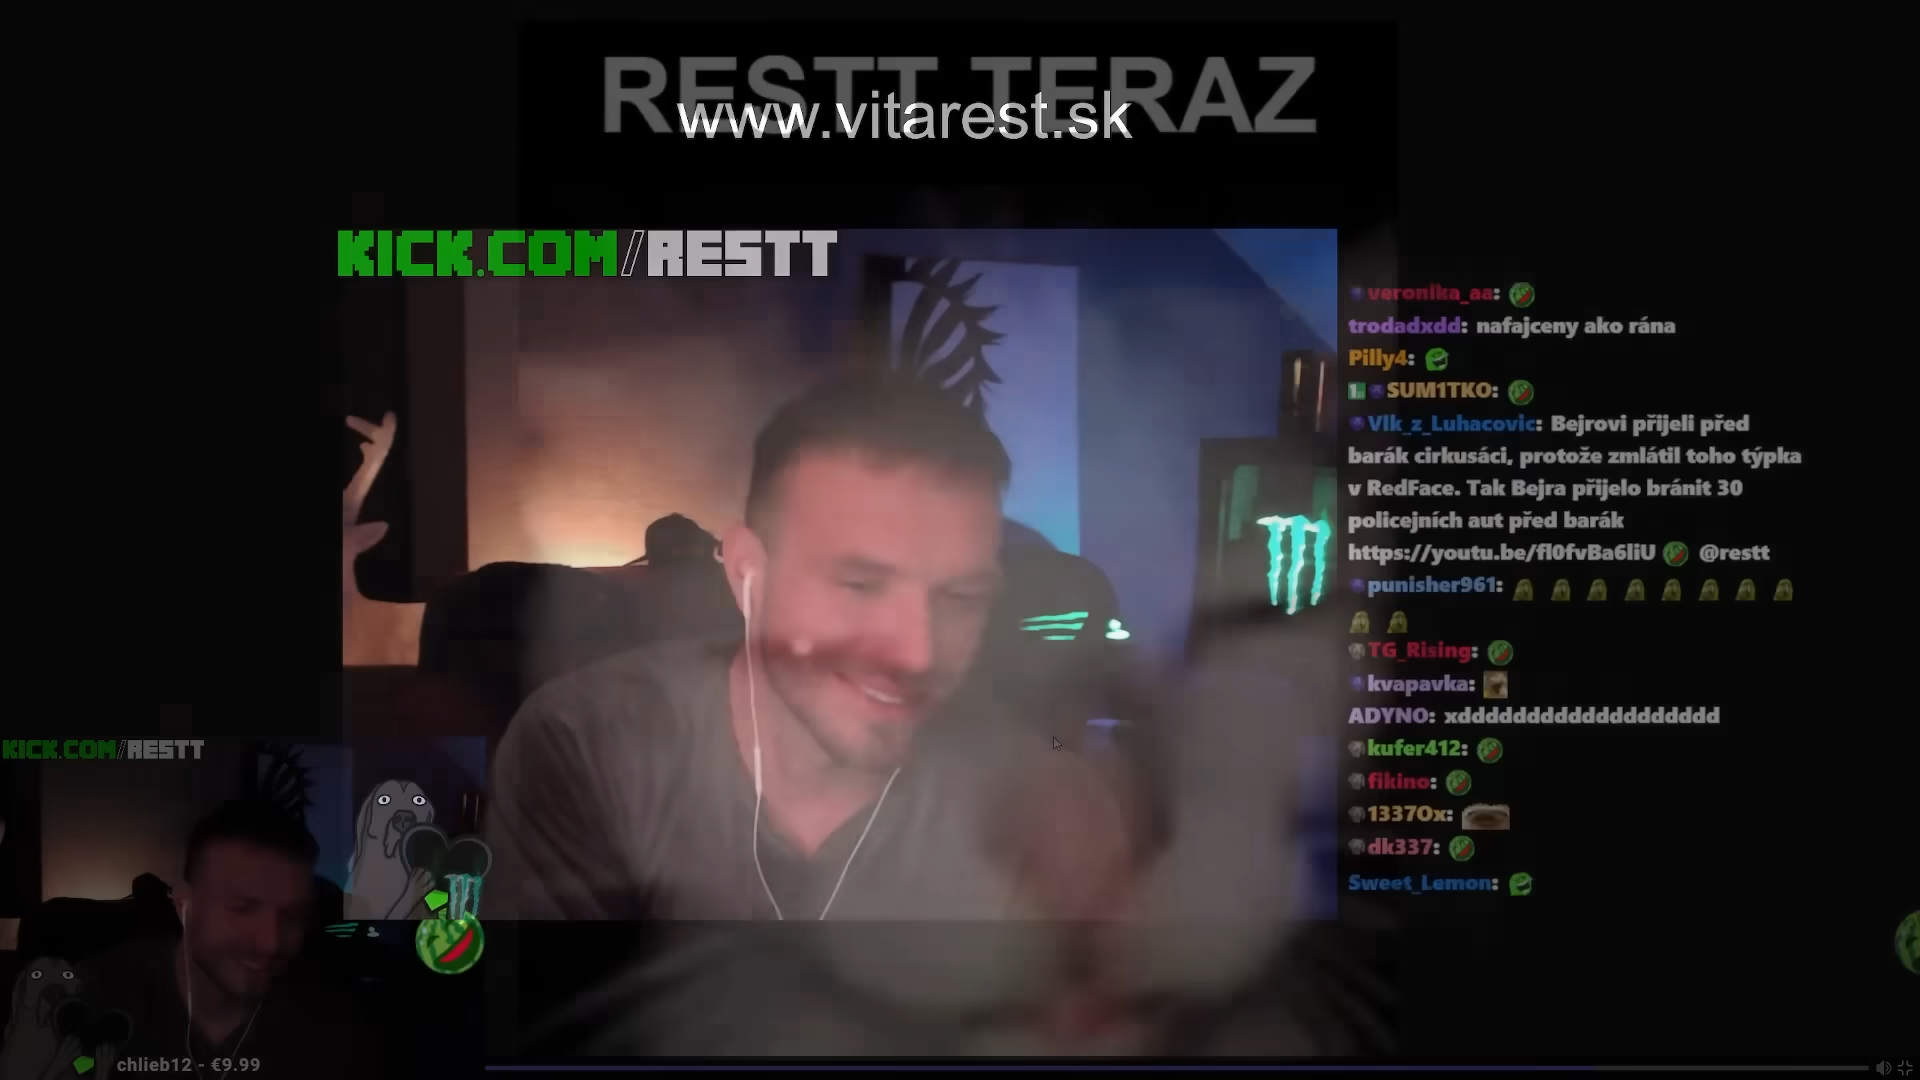 RESTT TERAZ
www.vitarest.sk
KICK.COM/RESTT
veronika_aa:
trodadxdd: nafajceny ako rána
Pilly4:
SUM1TKO:
Vlk_z_Luhacovic: Bejrovi přijeli před
barák cirkusáci, protože zmlátil toho týpka
v RedFace. Tak Bejra přijelo bránit 30
policejních aut před barák
https://youtu.be/fl0fvBa6liU @restt
punisher961:
TG_Rising:
kvapavka:
ADYNO: xdddddddddddddddddddd
kufer412:
fikino:
1337Ox:
dk337:
Sweet_Lemon:
KICK.COM/RESTT
chlieb12 - €9.99